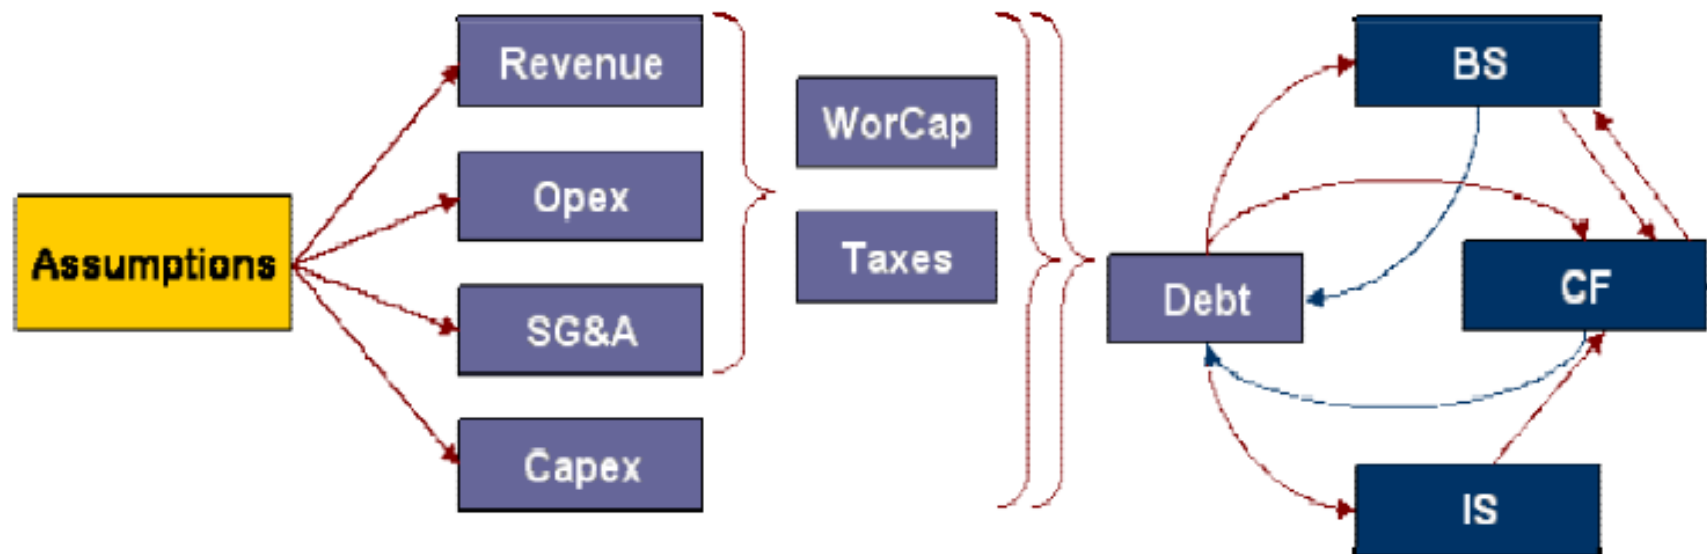 Assumptions
Revenue
Opex
SG&A
Capex
WorCap
Taxes
Debt
BS
CF
IS